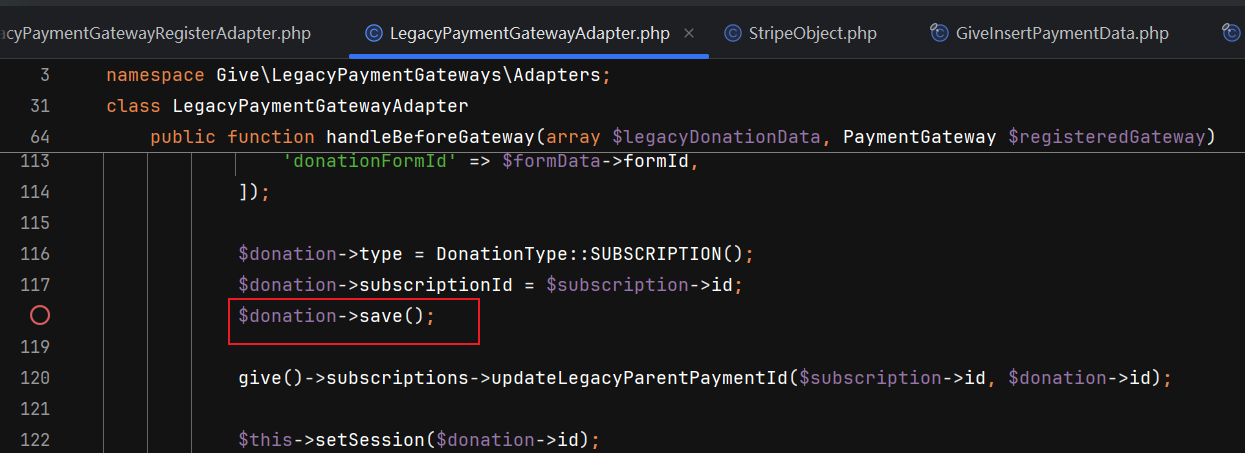 acyPaymentGatewayRegisterAdapter.php LegacyPaymentGatewayAdapter.php × StripeObject.php GiveInsertPaymentData.php
3 namespace Give\LegacyPaymentGateways\Adapters;
31 class LegacyPaymentGatewayAdapter
64 public function handleBeforeGateway(array $legacyDonationData, PaymentGateway $registeredGateway)
113 'donationFormId' => $formData->formId,
114 ]);
115
116 $donation->type = DonationType::SUBSCRIPTION();
117 $donation->subscriptionId = $subscription->id;
$donation->save();
119
120 give()->subscriptions->updateLegacyParentPaymentId($subscription->id, $donation->id);
121
122 $this->setSession($donation->id);